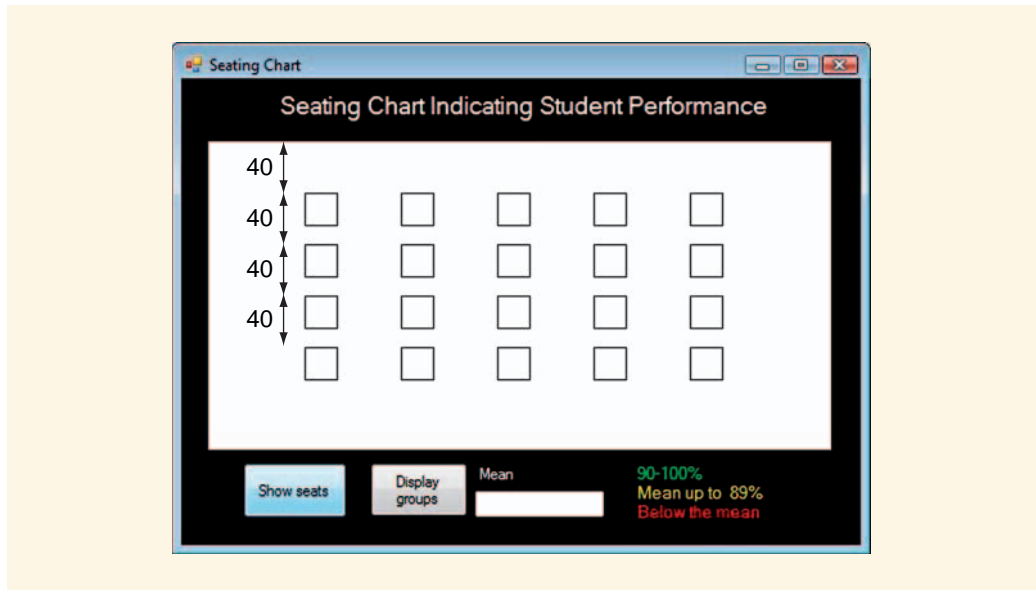 Seating Chart
Seating Chart Indicating Student Performance
40
40
40
40
Show seats
Display
groups
Mean
90-100%
Mean up to 89%
Below the mean